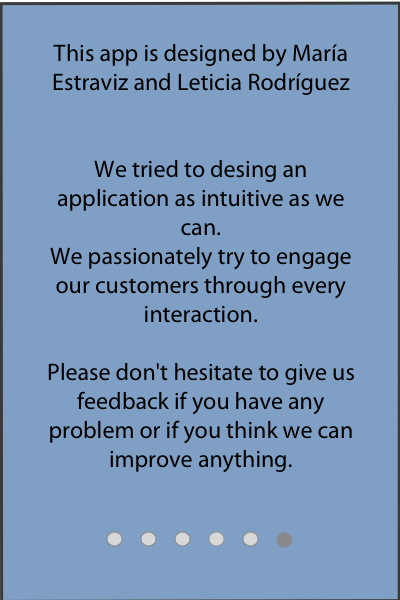 This app is designed by María
Estraviz and Leticia Rodríguez
We tried to desing an
application as intuitive as we
can.
We passionately try to engage
our customers through every
interaction.
Please don't hesitate to give us
feedback if you have any
problem or if you think we can
improve anything.